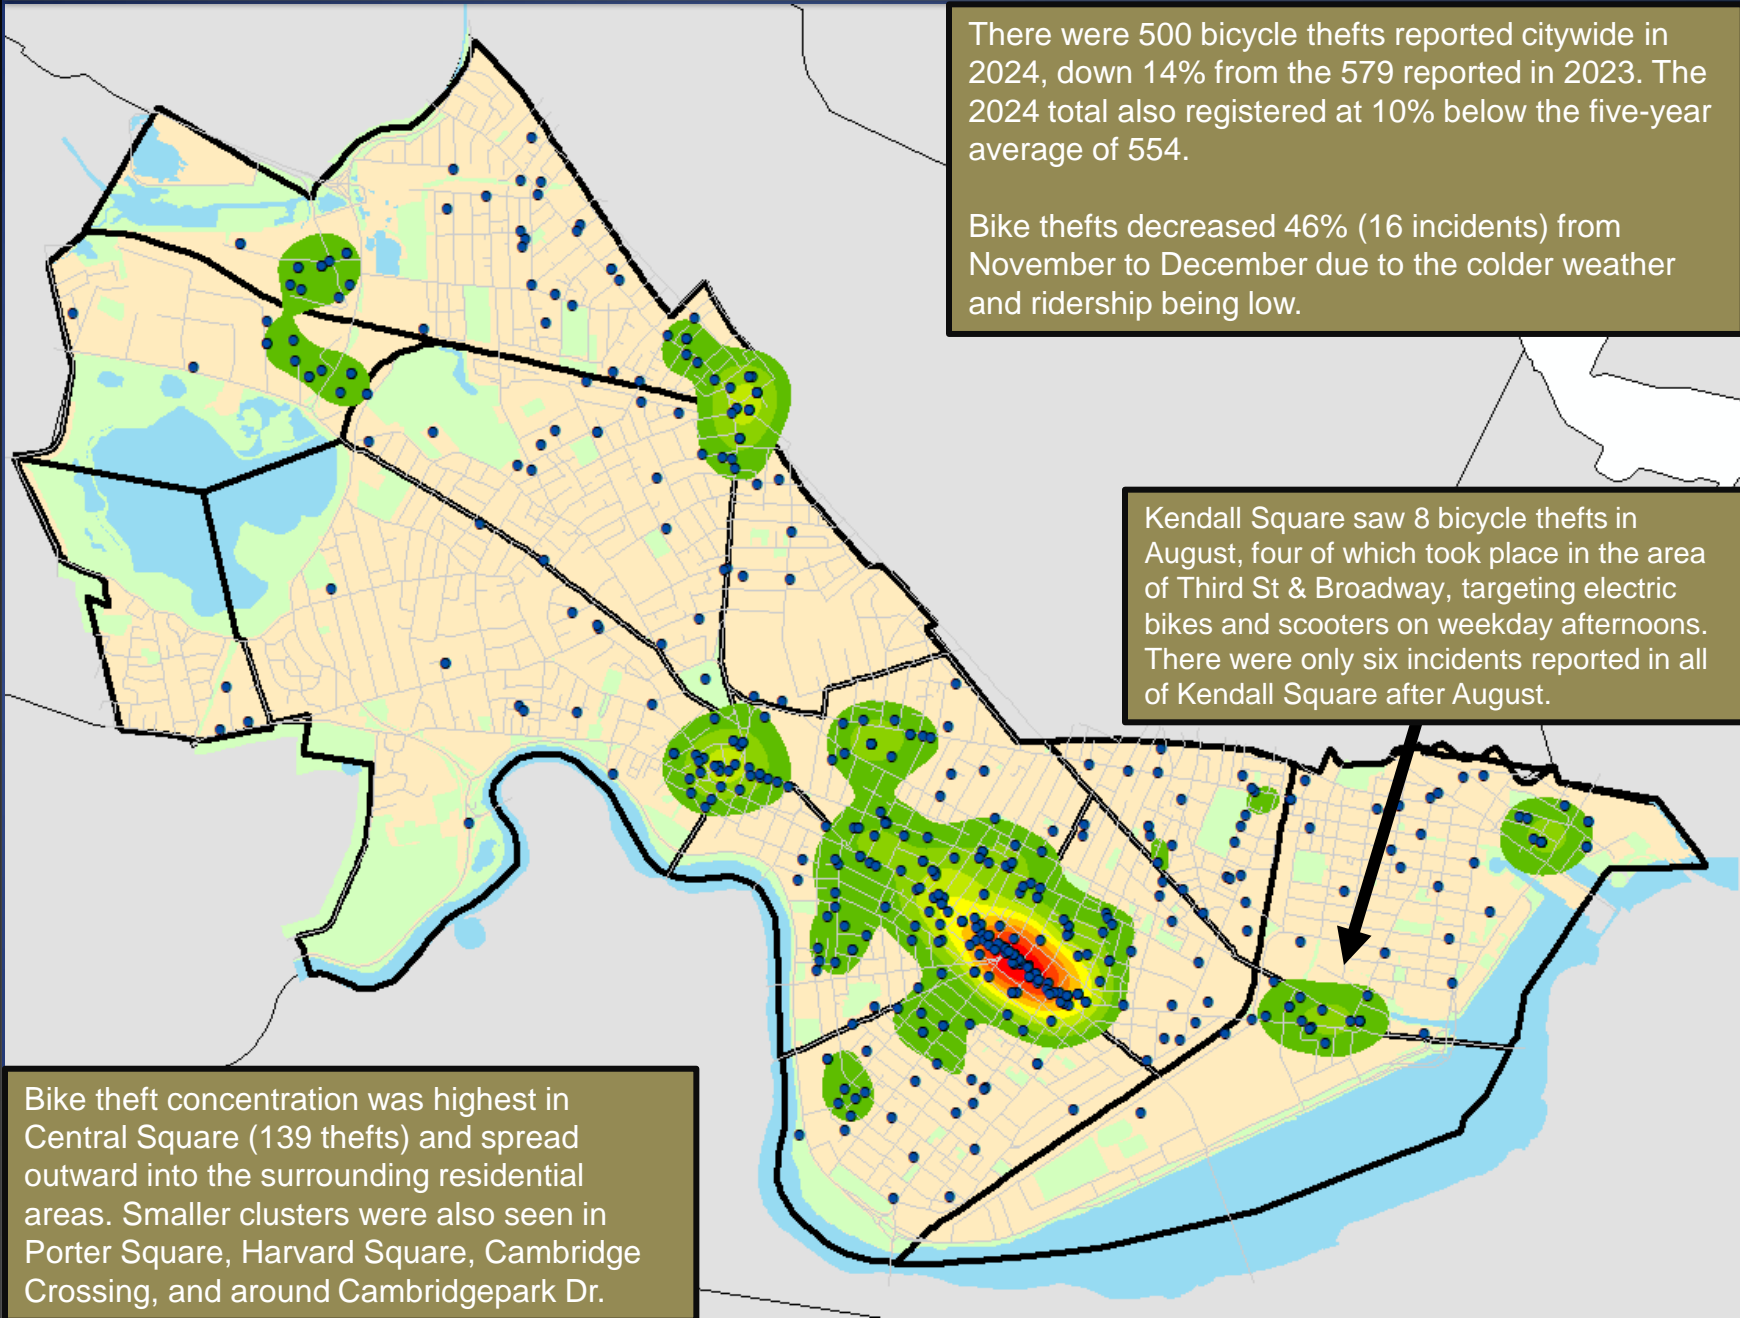 There were 500 bicycle thefts reported citywide in
2024, down 14% from the 579 reported in 2023. The
2024 total also registered at 10% below the five-year
average of 554.
Bike thefts decreased 46% (16 incidents) from
November to December due to the colder weather
and ridership being low.
Kendall Square saw 8 bicycle thefts in
August, four of which took place in the area
of Third St & Broadway, targeting electric
bikes and scooters on weekday afternoons.
There were only six incidents reported in all
of Kendall Square after August.
Bike theft concentration was highest in
Central Square (139 thefts) and spread
outward into the surrounding residential
areas. Smaller clusters were also seen in
Porter Square, Harvard Square, Cambridge
Crossing, and around Cambridgepark Dr.